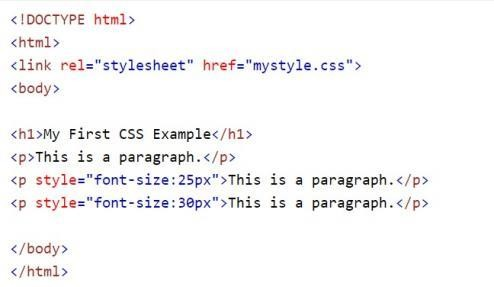 <!DOCTYPE html>
<html>
<link rel="stylesheet" href="mystyle.css">
<body>
<h1>My First CSS Example</h1>
<p>This is a paragraph.</p>
<p style="font-size:25px">This is a paragraph.</p>
<p style="font-size:30px">This is a paragraph.</p>
</body>
</html>